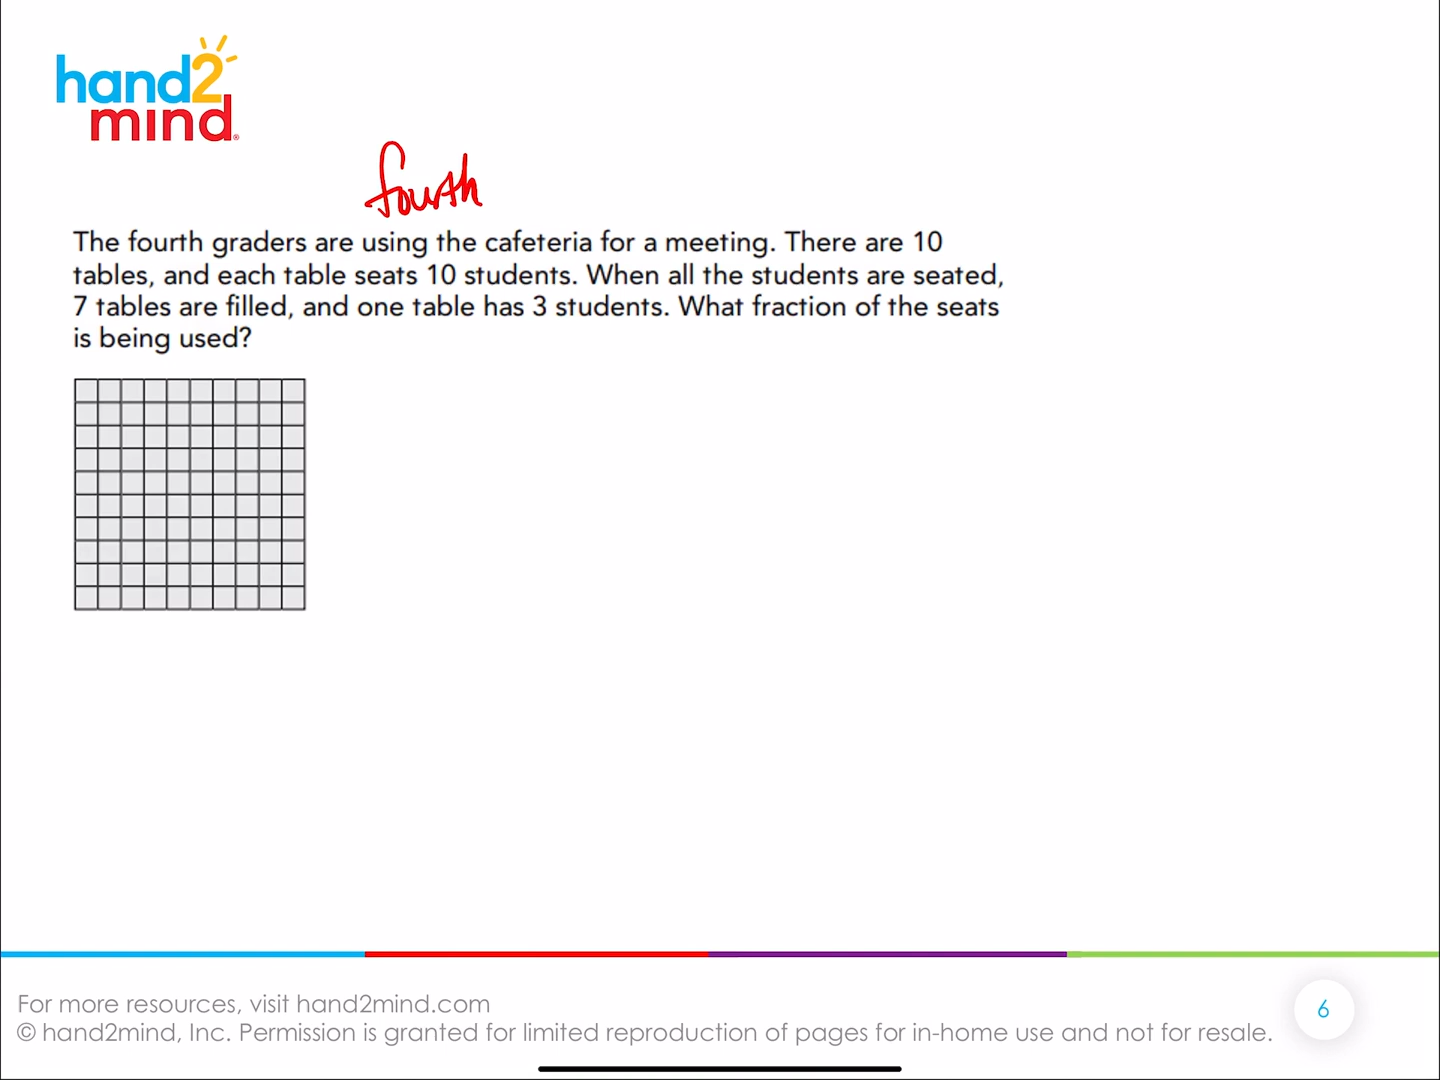 hand2
mind®
fourth
The fourth graders are using the cafeteria for a meeting. There are 10
tables, and each table seats 10 students. When all the students are seated,
7 tables are filled, and one table has 3 students. What fraction of the seats
is being used?
For more resources, visit hand2mind.com
© hand2mind, Inc. Permission is granted for limited reproduction of pages for in-home use and not for resale.
6